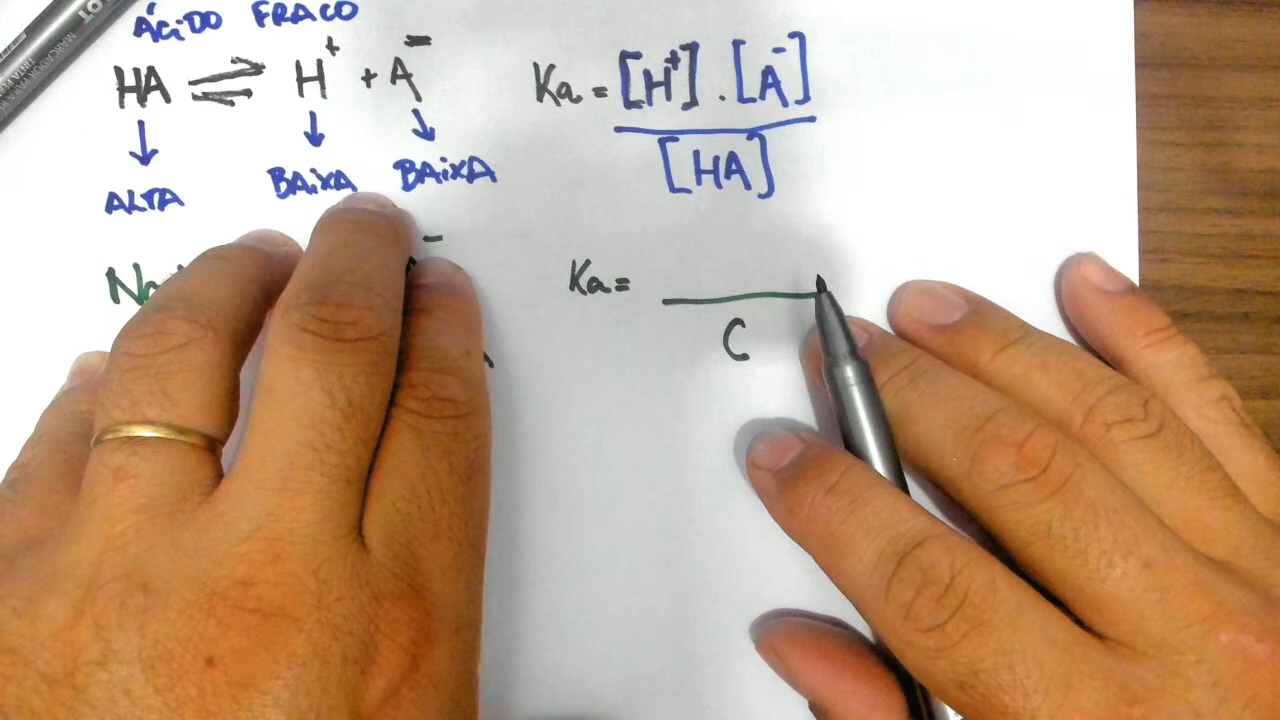 ÁCIDO FRACO
HA ⇌ H⁺ + A⁻ Ka = [H⁺] . [A⁻] / [HA]
ALTA BAIXA BAIXA
Ka = / C